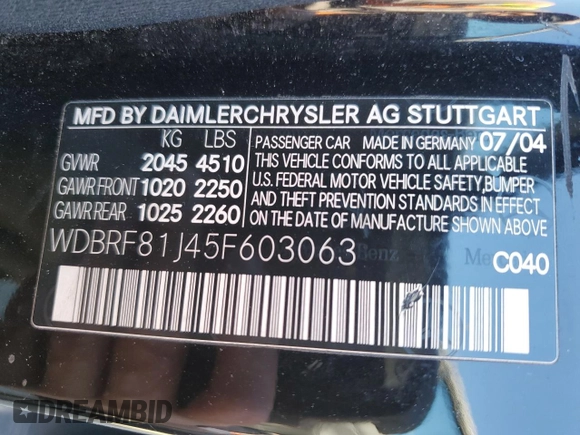 MFD BY DAIMLERCHRYSLER AG STUTTGART
KG LBS
GVWR 2045 4510
GAWR FRONT 1020 2250
GAWR REAR 1025 2260
PASSENGER CAR MADE IN GERMANY 07/04
THIS VEHICLE CONFORMS TO ALL APPLICABLE
U.S. FEDERAL MOTOR VEHICLE SAFETY, BUMPER
AND THEFT PREVENTION STANDARDS IN EFFECT
ON THE DATE OF MANUFACTURE SHOWN ABOVE
WDBRF81J45F603063
C040
DREAMBID